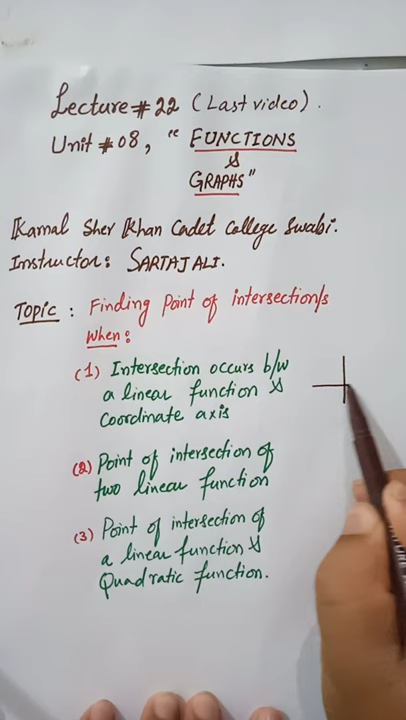 Lecture # 22 (Last video).
Unit # 08, "FUNCTIONS
&
GRAPHS"
Karnal Sher Khan Cadet College Swabi.
Instructor: SARTAJ ALI.
Topic: Finding Point of intersection/s
When:
(1) Intersection occurs b/w
a linear function &
Coordinate axis
(2) Point of intersection of
two linear function
(3) Point of intersection of
a linear function &
Quadratic function.